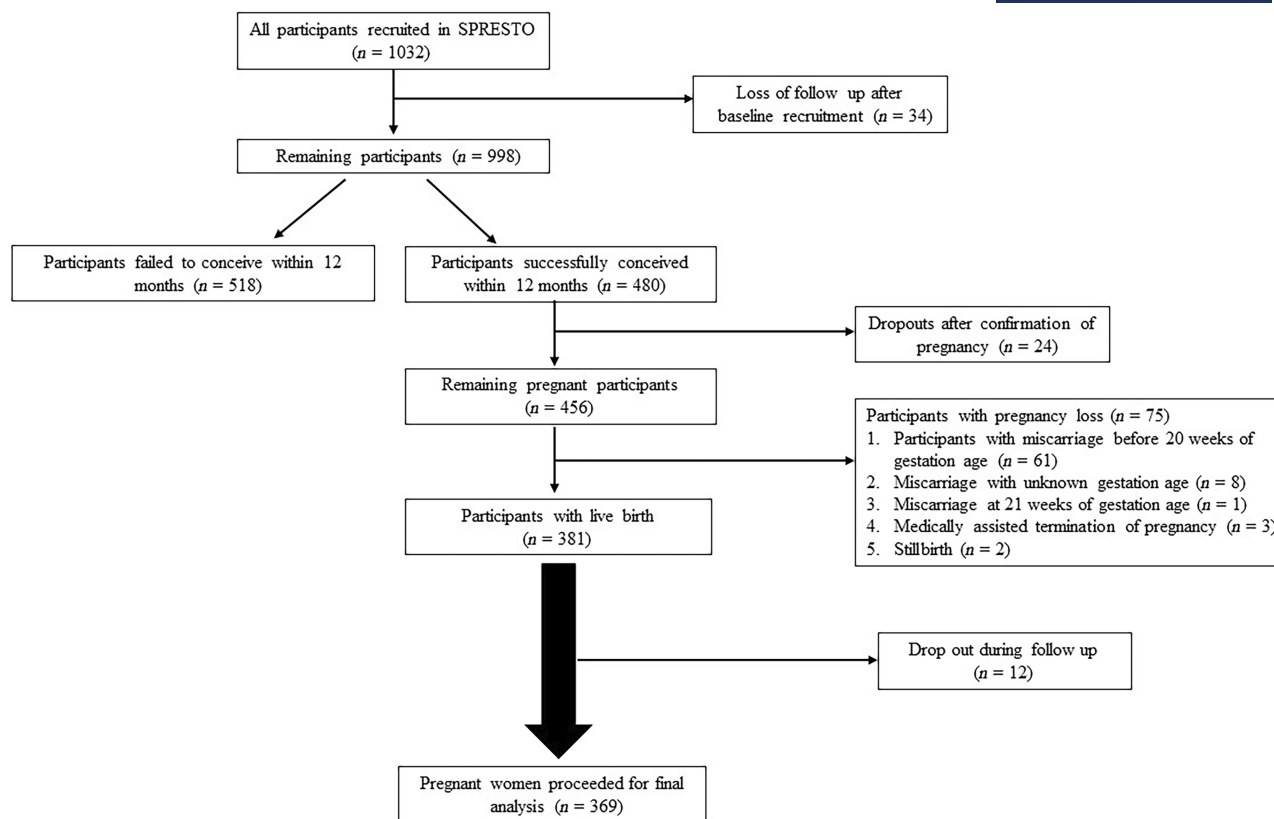 All participants recruited in SPRESTO
(n = 1032)
Loss of follow up after
baseline recruitment (n = 34)
Remaining participants (n = 998)
Participants failed to conceive within 12
months (n = 518)
Participants successfully conceived
within 12 months (n = 480)
Dropouts after confirmation of
pregnancy (n = 24)
Remaining pregnant participants
(n = 456)
Participants with pregnancy loss (n = 75)
1. Participants with miscarriage before 20 weeks of
gestation age (n = 61)
2. Miscarriage with unknown gestation age (n = 8)
3. Miscarriage at 21 weeks of gestation age (n = 1)
4. Medically assisted termination of pregnancy (n = 3)
5. Stillbirth (n = 2)
Participants with live birth
(n = 381)
Drop out during follow up
(n = 12)
Pregnant women proceeded for final
analysis (n = 369)